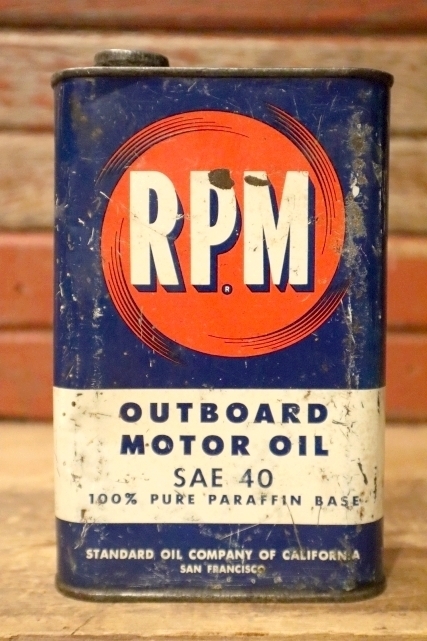 RPM
®
OUTBOARD
MOTOR OIL
SAE 40
100% PURE PARAFFIN BASE
STANDARD OIL COMPANY OF CALIFORNIA
SAN FRANCISCO